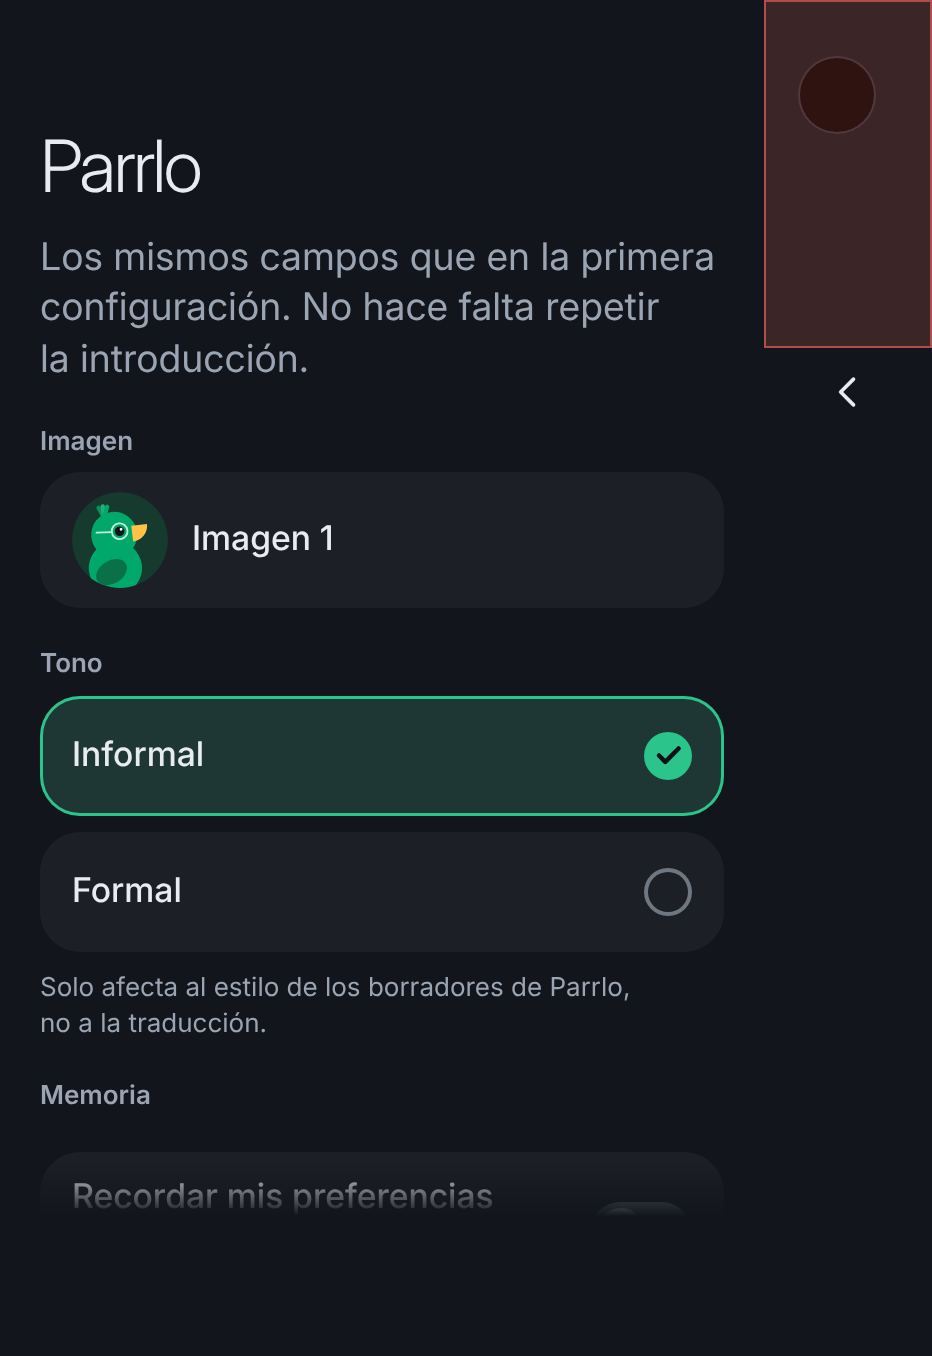 Parrlo
Los mismos campos que en la primera
configuración. No hace falta repetir
la introducción.
Imagen
Imagen 1
Tono
Informal
Formal
Solo afecta al estilo de los borradores de Parrlo,
no a la traducción.
Memoria
Recordar mis preferencias